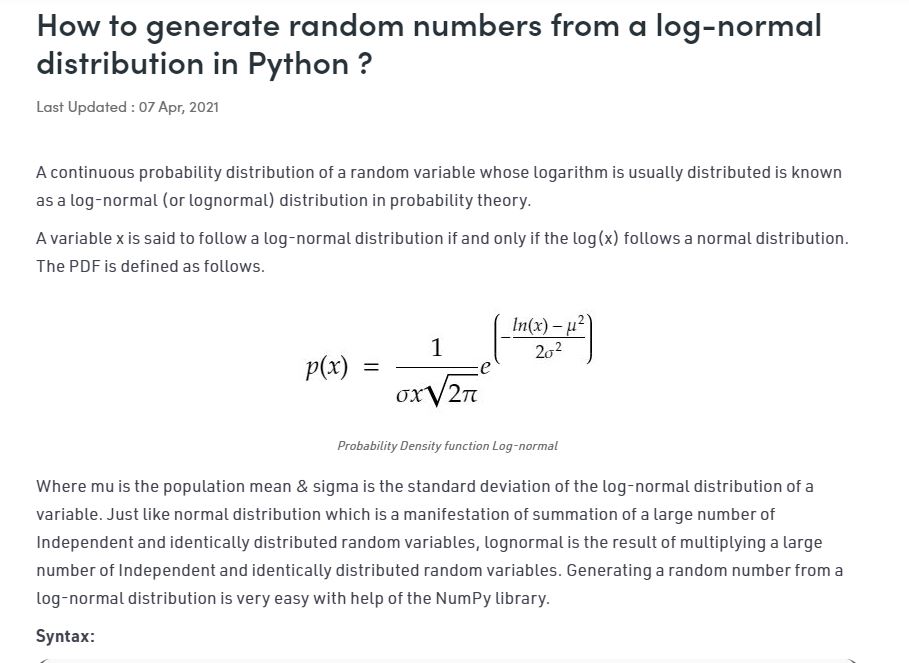 How to generate random numbers from a log-normal
distribution in Python ?
Last Updated : 07 Apr, 2021
A continuous probability distribution of a random variable whose logarithm is usually distributed is known
as a log-normal (or lognormal) distribution in probability theory.
A variable x is said to follow a log-normal distribution if and only if the log(x) follows a normal distribution.
The PDF is defined as follows.
p(x) = \frac{1}{σx\sqrt{2π}} e^{\left(-\frac{ln(x) - μ^2}{2σ^2}\right)}
Probability Density function Log-normal
Where mu is the population mean & sigma is the standard deviation of the log-normal distribution of a
variable. Just like normal distribution which is a manifestation of summation of a large number of
Independent and identically distributed random variables, lognormal is the result of multiplying a large
number of Independent and identically distributed random variables. Generating a random number from a
log-normal distribution is very easy with help of the NumPy library.
Syntax: